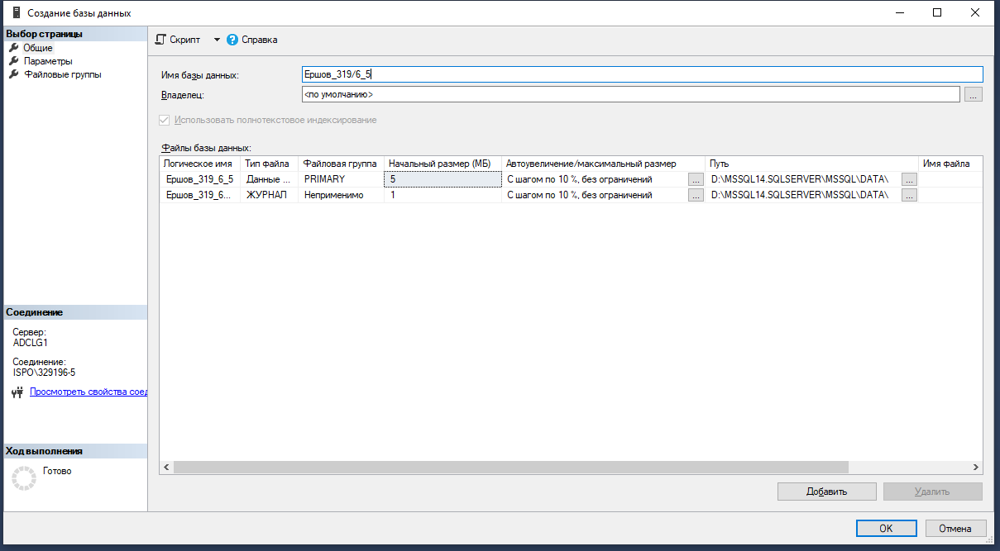 Создание базы данных
Выбор страницы
Общие
Параметры
Файловые группы
Скрипт
Справка
Имя базы данных: Ершов_319/6_5
Владелец: <по умолчанию> ...
Использовать полнотекстовое индексирование
Файлы базы данных:
Логическое имя Тип файла Файловая группа Начальный размер (МБ) Автоувеличение/максимальный размер Путь Имя файла
Ершов_319_6_5 Данные ... PRIMARY 5 С шагом по 10 %, без ограничений ... D:\MSSQL14.SQLSERVER\MSSQL\DATA\ ...
Ершов_319_6... ЖУРНАЛ Неприменимо 1 С шагом по 10 %, без ограничений ... D:\MSSQL14.SQLSERVER\MSSQL\DATA\ ...
Соединение
Сервер:
ADCLG1
Соединение:
ISPO\329196-5
Просмотреть свойства соед
Ход выполнения
Готово
Добавить Удалить
OK Отмена